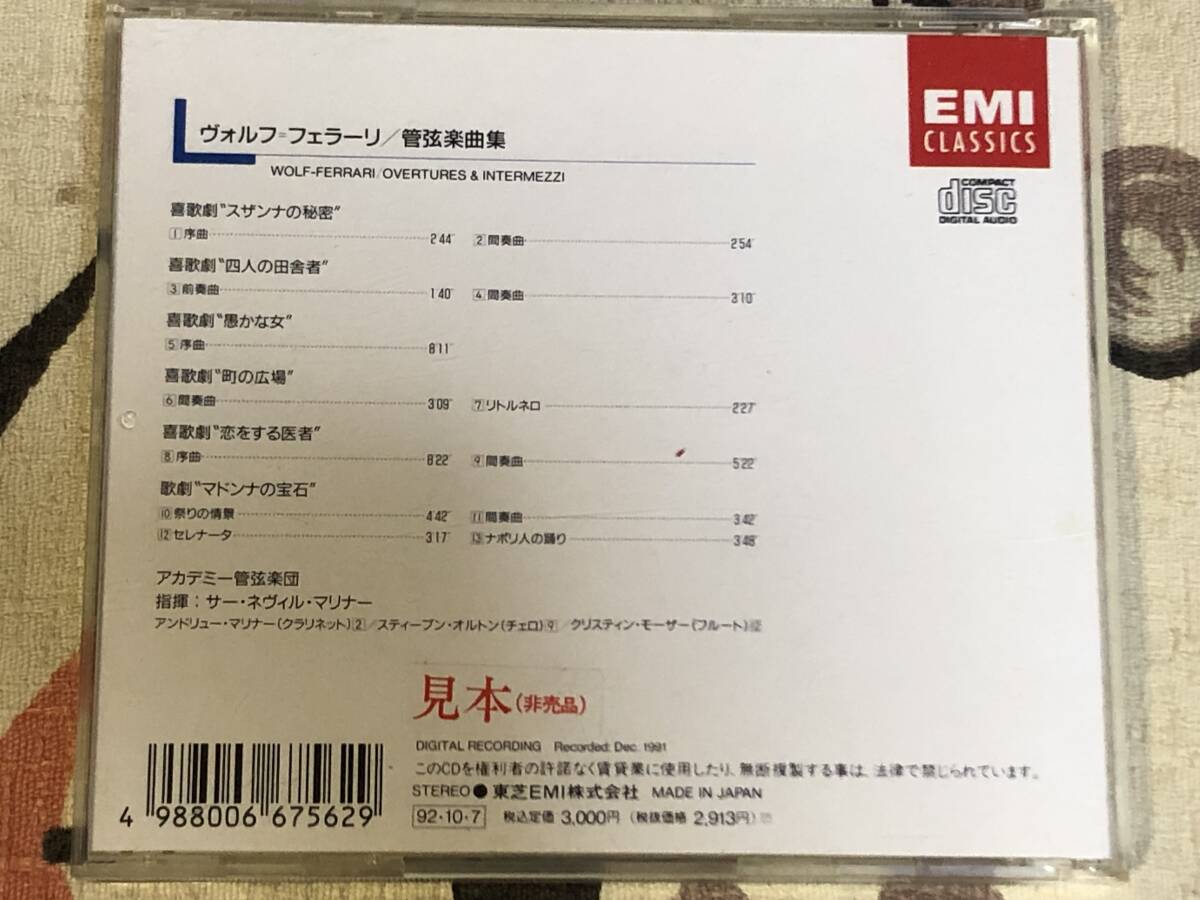 ヴォルフ=フェラーリ/管弦楽曲集
WOLF-FERRARI/OVERTURES & INTERMEZZI
EMI
CLASSICS
COMPACT
disc
DIGITAL AUDIO
喜歌劇"スザンナの秘密"
1 序曲 2'44" 2 間奏曲 2'54"
喜歌劇"四人の田舎者"
3 前奏曲 1'40" 4 間奏曲 3'10"
喜歌劇"愚かな女"
5 序曲 8'11"
喜歌劇"町の広場"
6 間奏曲 3'09" 7 リトルネロ 2'27"
喜歌劇"恋をする医者"
8 序曲 8'22" 9 間奏曲 5'22"
歌劇"マドンナの宝石"
10 祭りの情景 4'42" 11 間奏曲 3'42"
12 セレナータ 3'17" 13 ナポリ人の踊り 3'48"
アカデミー管弦楽団
指揮:サー・ネヴィル・マリナー
アンドリュー・マリナー(クラリネット)2/スティーブン・オルトン(チェロ)9/クリスティン・モーザー(フルート)12
見本(非売品)
DIGITAL RECORDING Recorded: Dec. 1991
このCDを権利者の許諾なく賃貸業に使用したり、無断複製する事は、法律で禁じられています。
STEREO ● 東芝EMI株式会社 MADE IN JAPAN
92・10・7 税込定価 3,000円 (税抜価格 2,913円)
4 988006 675629